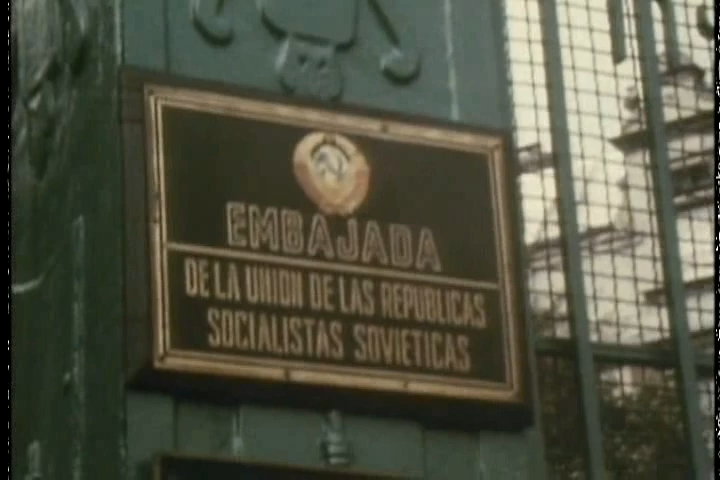 EMBAJADA
DE LA UNION DE LAS REPUBLICAS
SOCIALISTAS SOVIETICAS